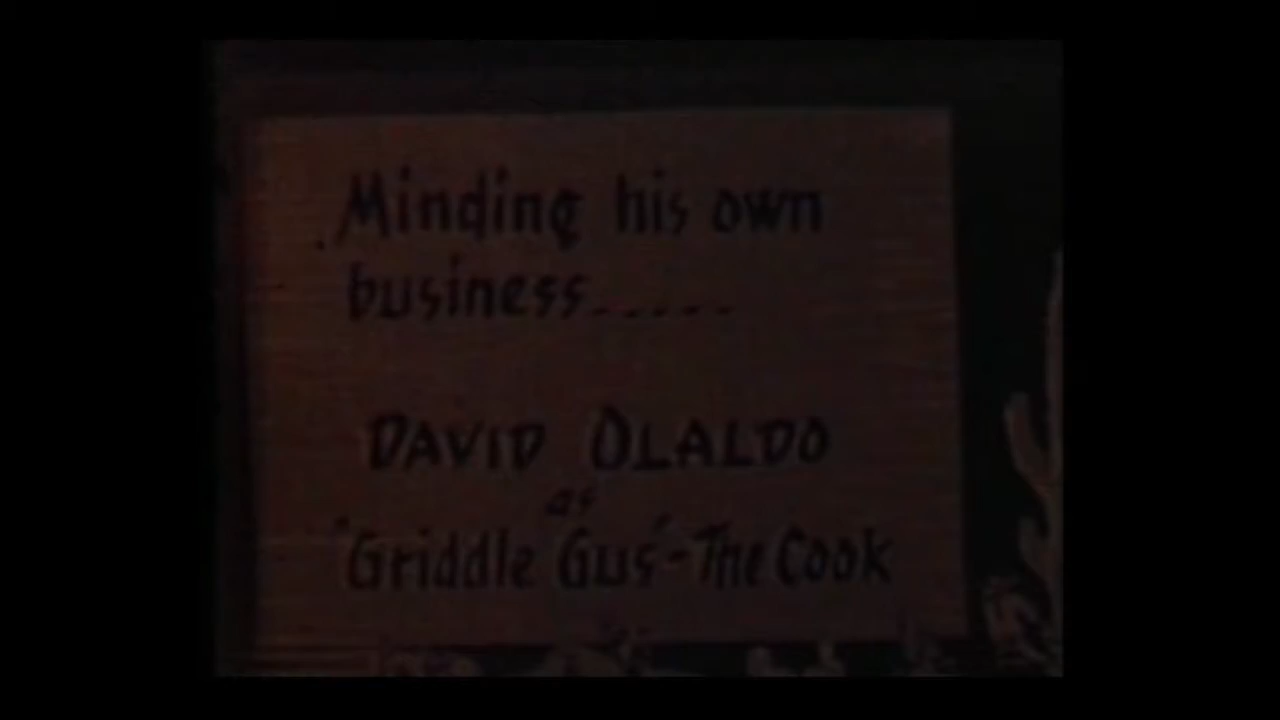 Minding his own
business.....
DAVID OLALDO
as
"Griddle Gus"-The Cook